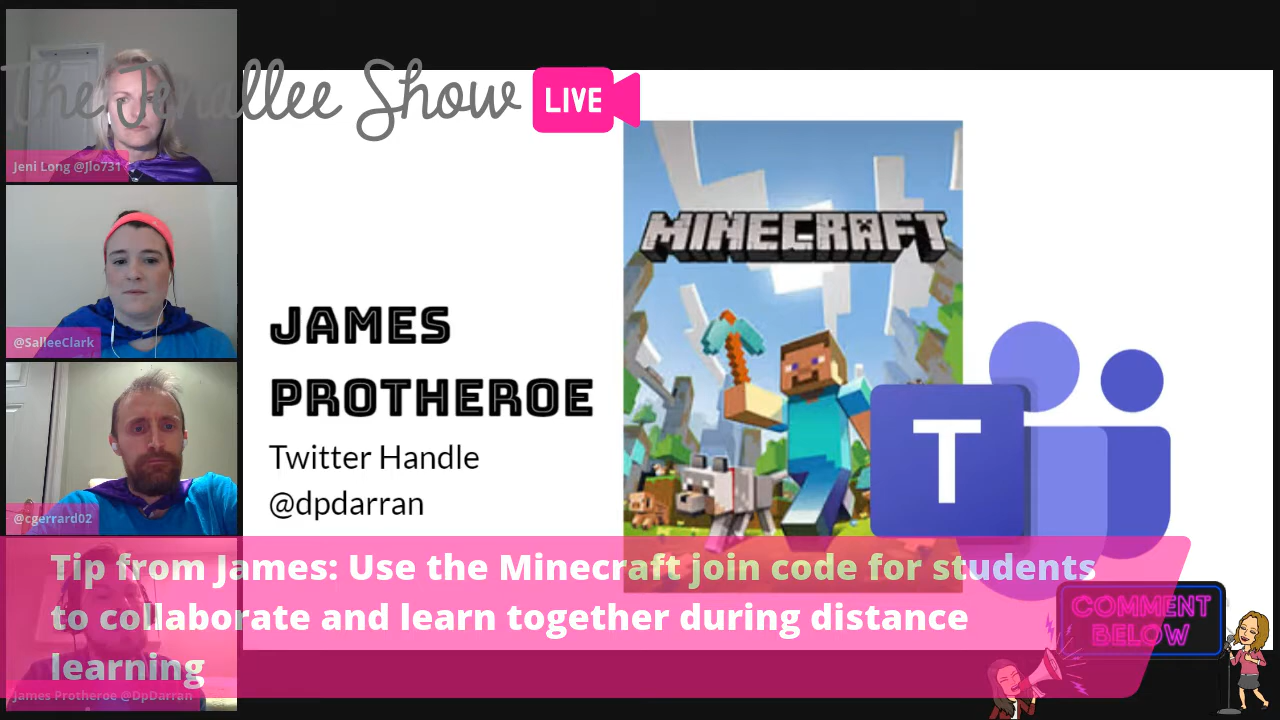 The Jenallee Show
LIVE
Jeni Long @Jlo731
@SalleeClark
@cgerrard02
James Protheroe @DpDarran
MINECRAFT
JAMES
PROTHEROE
Twitter Handle
@dpdarran
T
Tip from James: Use the Minecraft join code for students
to collaborate and learn together during distance
learning
COMMENT
BELOW